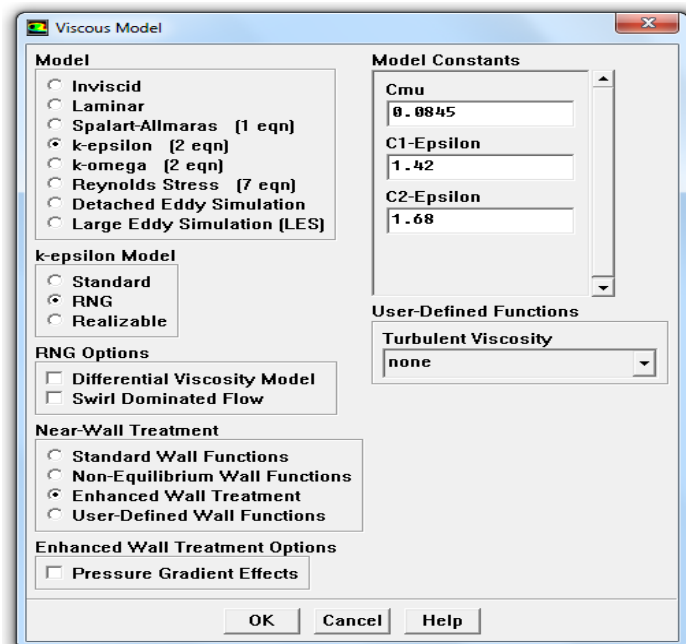 Viscous Model
Model
Inviscid
Laminar
Spalart-Allmaras (1 eqn)
k-epsilon (2 eqn)
k-omega (2 eqn)
Reynolds Stress (7 eqn)
Detached Eddy Simulation
Large Eddy Simulation (LES)
k-epsilon Model
Standard
RNG
Realizable
RNG Options
Differential Viscosity Model
Swirl Dominated Flow
Near-Wall Treatment
Standard Wall Functions
Non-Equilibrium Wall Functions
Enhanced Wall Treatment
User-Defined Wall Functions
Enhanced Wall Treatment Options
Pressure Gradient Effects
Model Constants
Cmu
0.0845
C1-Epsilon
1.42
C2-Epsilon
1.68
User-Defined Functions
Turbulent Viscosity
none
OK Cancel Help